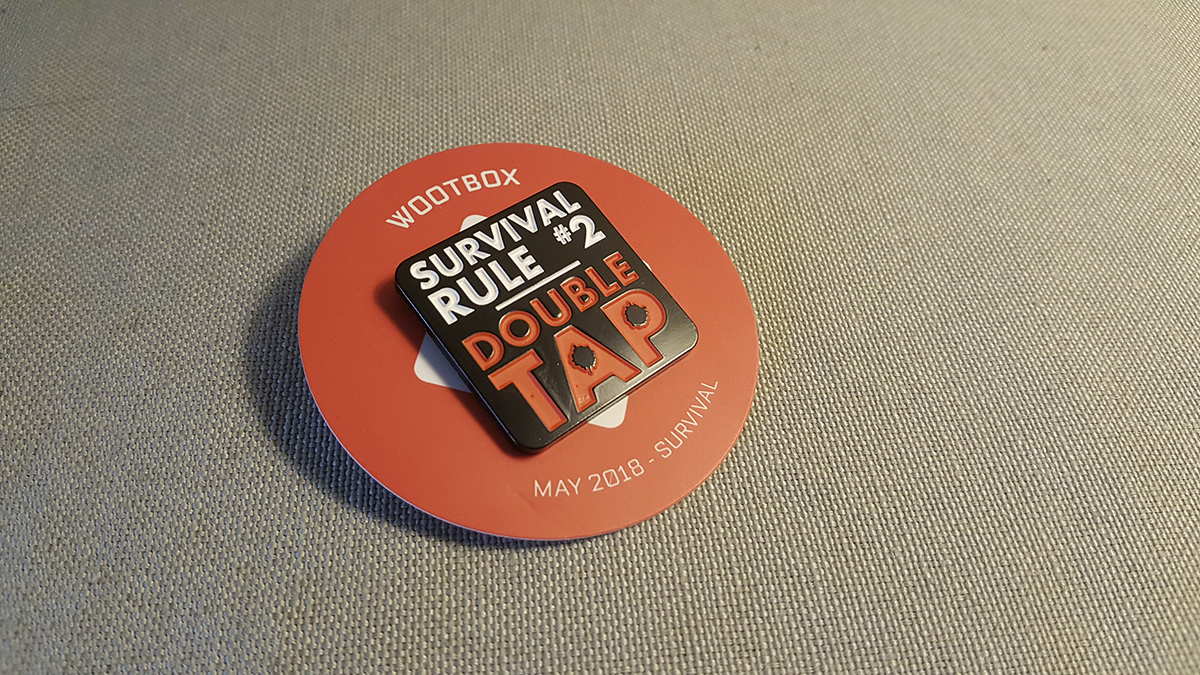 WOOTBOX
SURVIVAL
RULE #2
DOUBLE
TAP
MAY 2018 - SURVIVAL